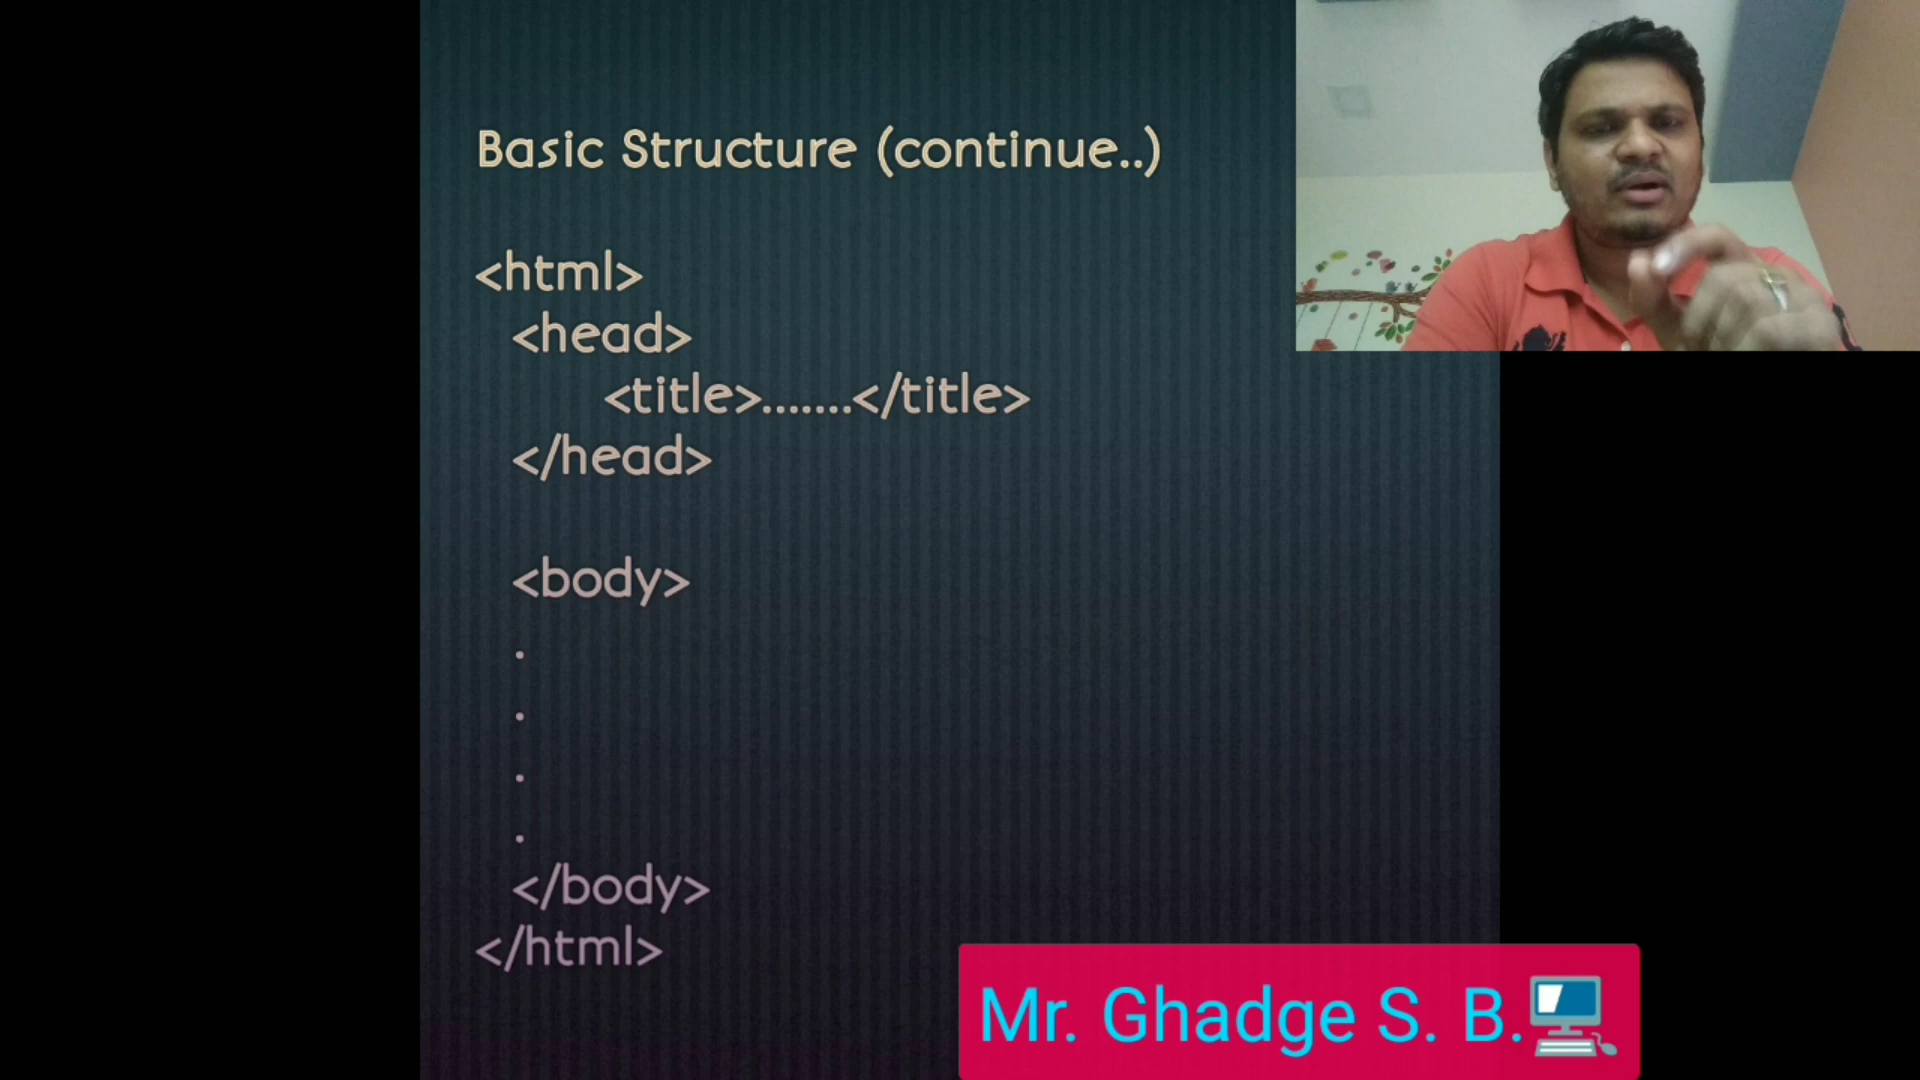 Basic Structure (continue..)
<html>
<head>
<title>.......</title>
</head>
<body>
.
.
.
.
</body>
</html>
Mr. Ghadge S. B.